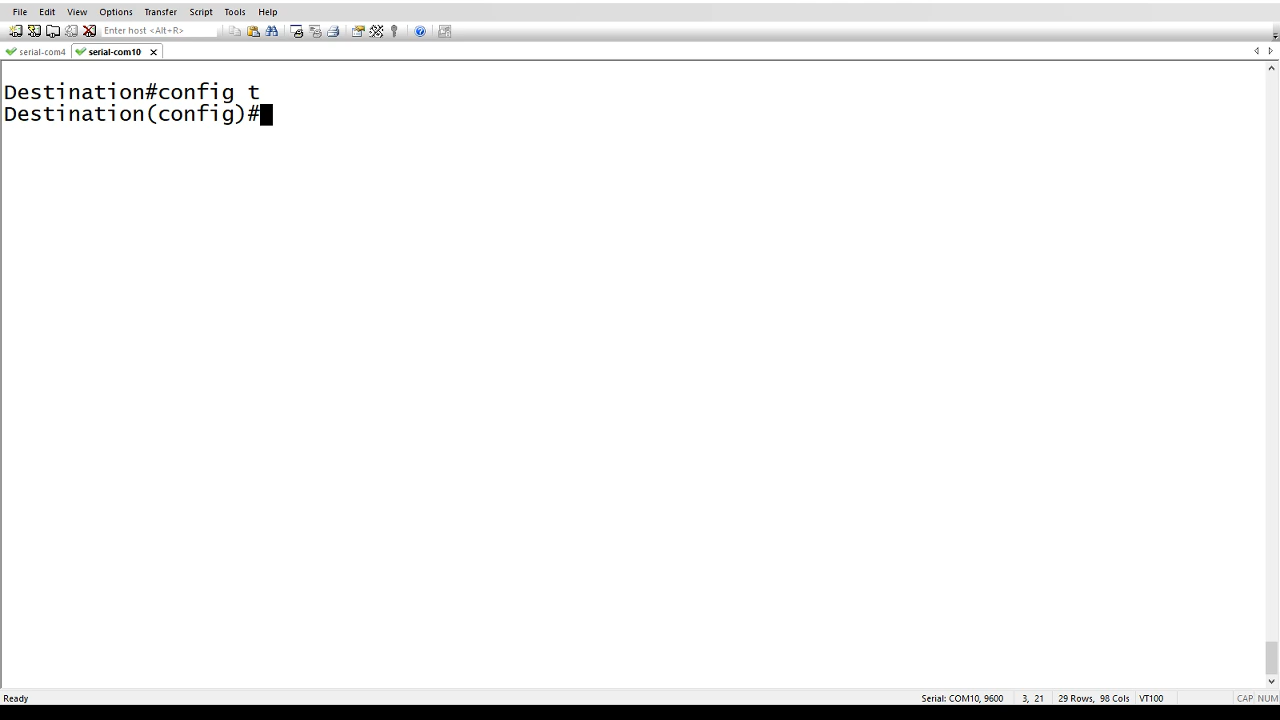 File Edit View Options Transfer Script Tools Help
Enter host <Alt+R>
serial-com4 serial-com10
Destination#config t
Destination(config)#
Ready Serial: COM10, 9600 3, 21 29 Rows, 98 Cols VT100 CAP NUM